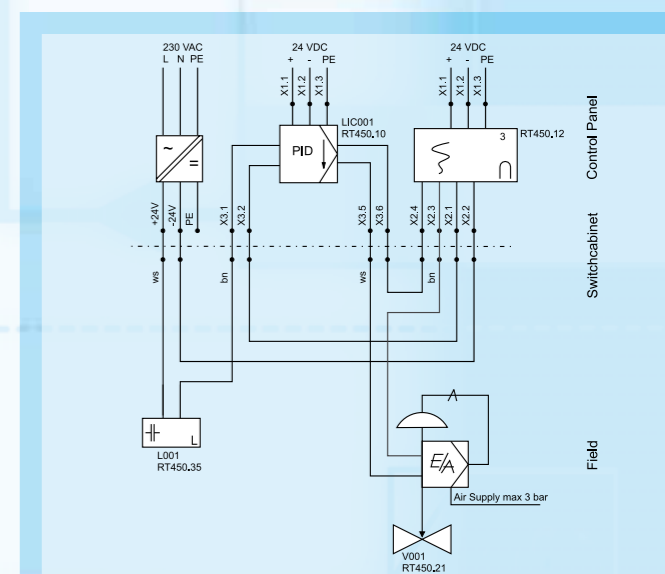 230 VAC
L N PE
24 VDC
+ - PE
X1.1 X1.2 X1.3
24 VDC
+ - PE
X1.1 X1.2 X1.3
LIC001
RT450.10
PID
3
RT450.12
Control Panel
~
=
+24V -24V PE X3.1 X3.2 X3.5 X3.6 X2.4 X2.3 X2.1 X2.2
Switchcabinet
ws bn ws bn
L
L001
RT450.35
E/A
Field
Air Supply max 3 bar
V001
RT450.21